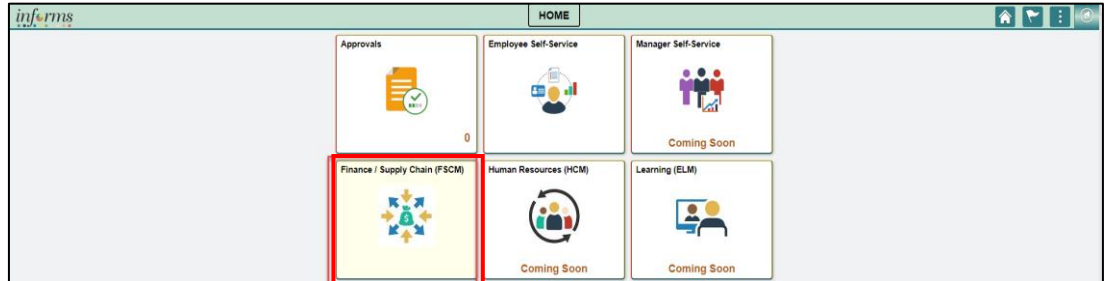 informs
HOME
Approvals
Employee Self-Service
Manager Self-Service
0
Coming Soon
Finance / Supply Chain (FSCM)
Human Resources (HCM)
Learning (ELM)
$
Coming Soon
Coming Soon